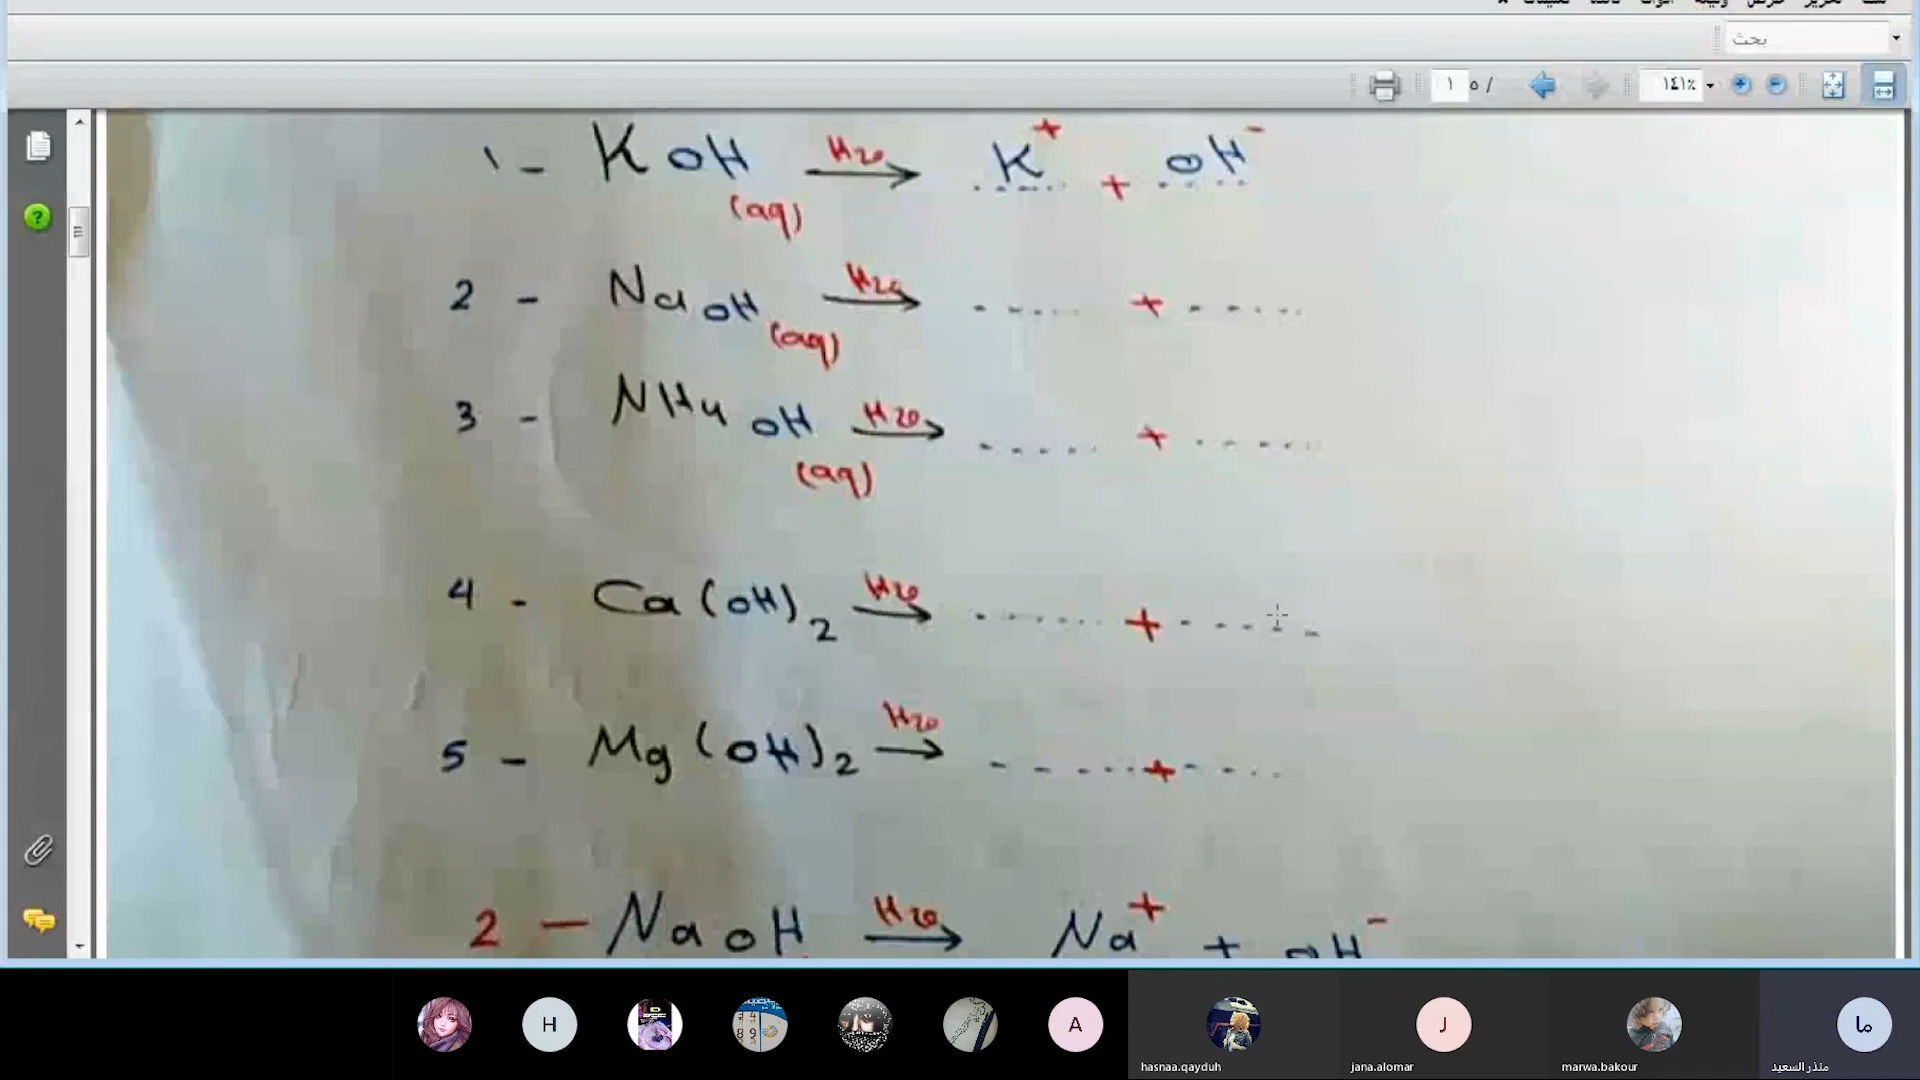 بحث
١ / ٥ ١٤١٪
١ - KOH (aq) H2O → K+ + OH-
2 - NaOH (aq) H2O → ..... + .....
3 - NH4OH (aq) H2O → ..... + .....
4 - Ca(OH)2 H2O → ..... + .....
5 - Mg(OH)2 H2O → ..... + .....
2 - NaOH H2O → Na+ + OH-
H
A
J
ما
hasnaa.qayduh
jana.alomar
marwa.bakour
منذر السعيد